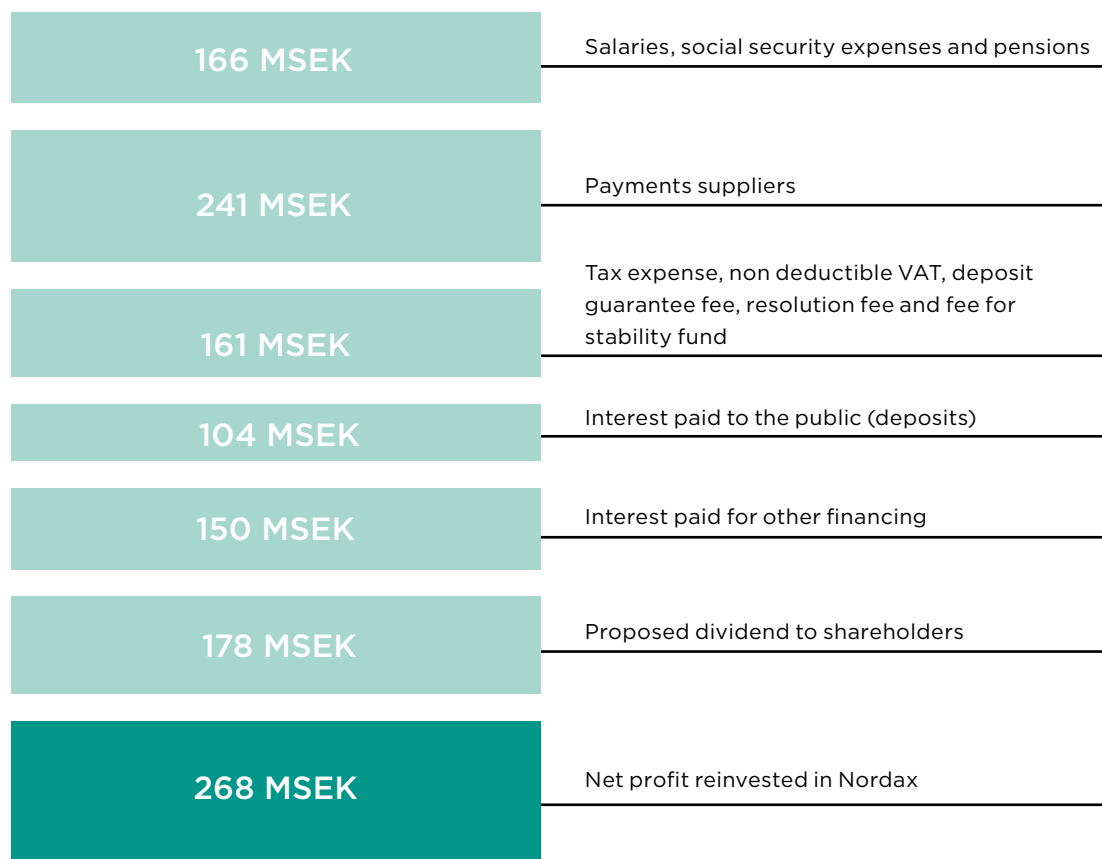 166 MSEK
Salaries, social security expenses and pensions
241 MSEK
Payments suppliers
161 MSEK
Tax expense, non deductible VAT, deposit
guarantee fee, resolution fee and fee for
stability fund
104 MSEK
Interest paid to the public (deposits)
150 MSEK
Interest paid for other financing
178 MSEK
Proposed dividend to shareholders
268 MSEK
Net profit reinvested in Nordax